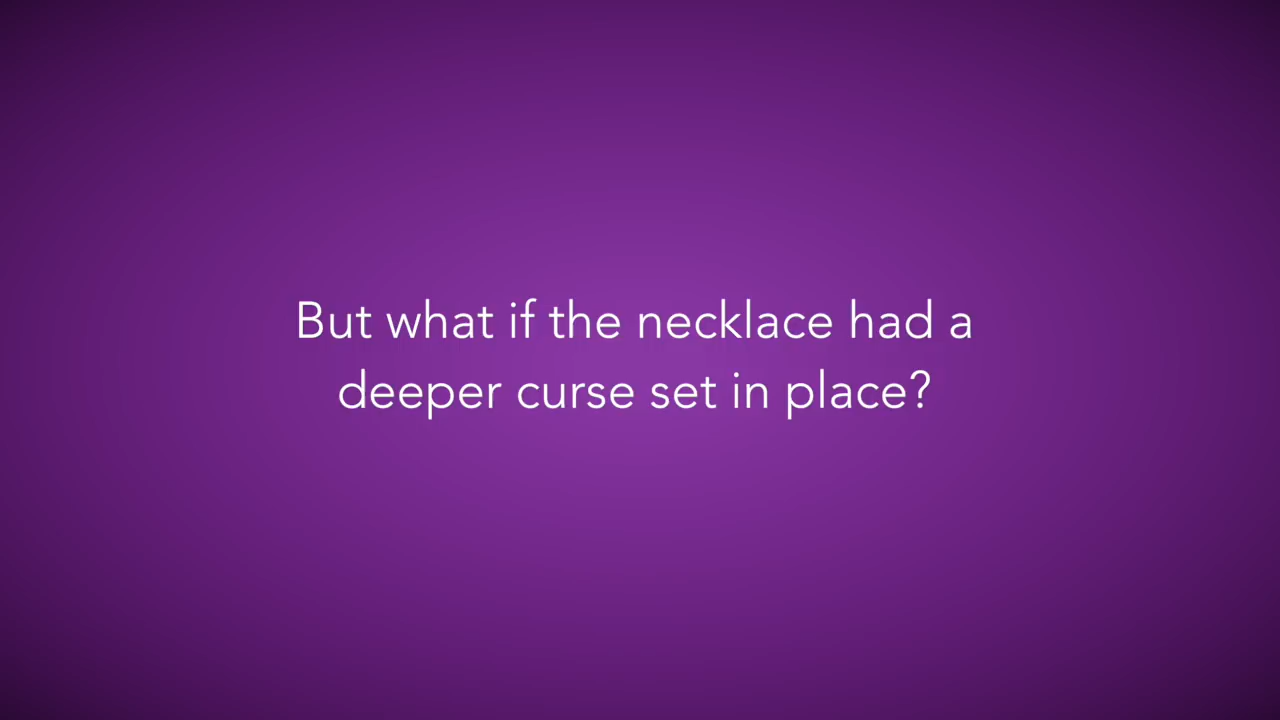 But what if the necklace had a
deeper curse set in place?